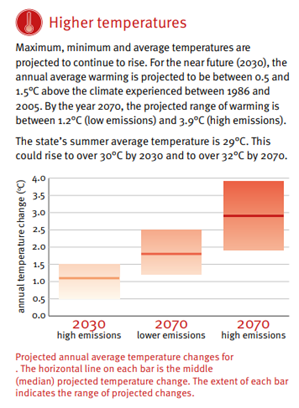 Higher temperatures
Maximum, minimum and average temperatures are
projected to continue to rise. For the near future (2030), the
annual average warming is projected to be between 0.5 and
1.5°C above the climate experienced between 1986 and
2005. By the year 2070, the projected range of warming is
between 1.2°C (low emissions) and 3.9°C (high emissions).
The state's summer average temperature is 29°C. This
could rise to over 30°C by 2030 and to over 32°C by 2070.
annual temperature change (°C)
4.0
3.5
3.0
2.5
2.0
1.5
1.0
0.5
0.0
2030
high emissions
2070
lower emissions
2070
high emissions
Projected annual average temperature changes for
. The horizontal line on each bar is the middle
(median) projected temperature change. The extent of each bar
indicates the range of projected changes.